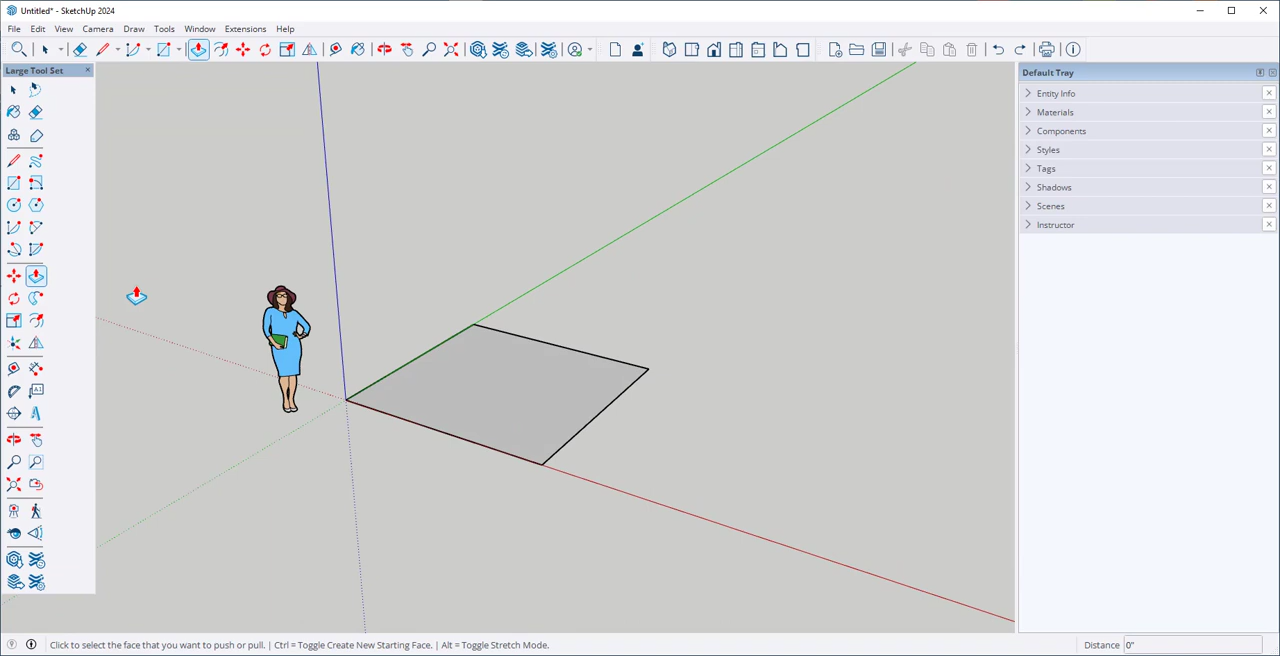 Untitled* - SketchUp 2024
File Edit View Camera Draw Tools Window Extensions Help
Large Tool Set
Default Tray
Entity Info
Materials
Components
Styles
Tags
Shadows
Scenes
Instructor
A1
A
Click to select the face that you want to push or pull. | Ctrl = Toggle Create New Starting Face. | Alt = Toggle Stretch Mode.
Distance 0"